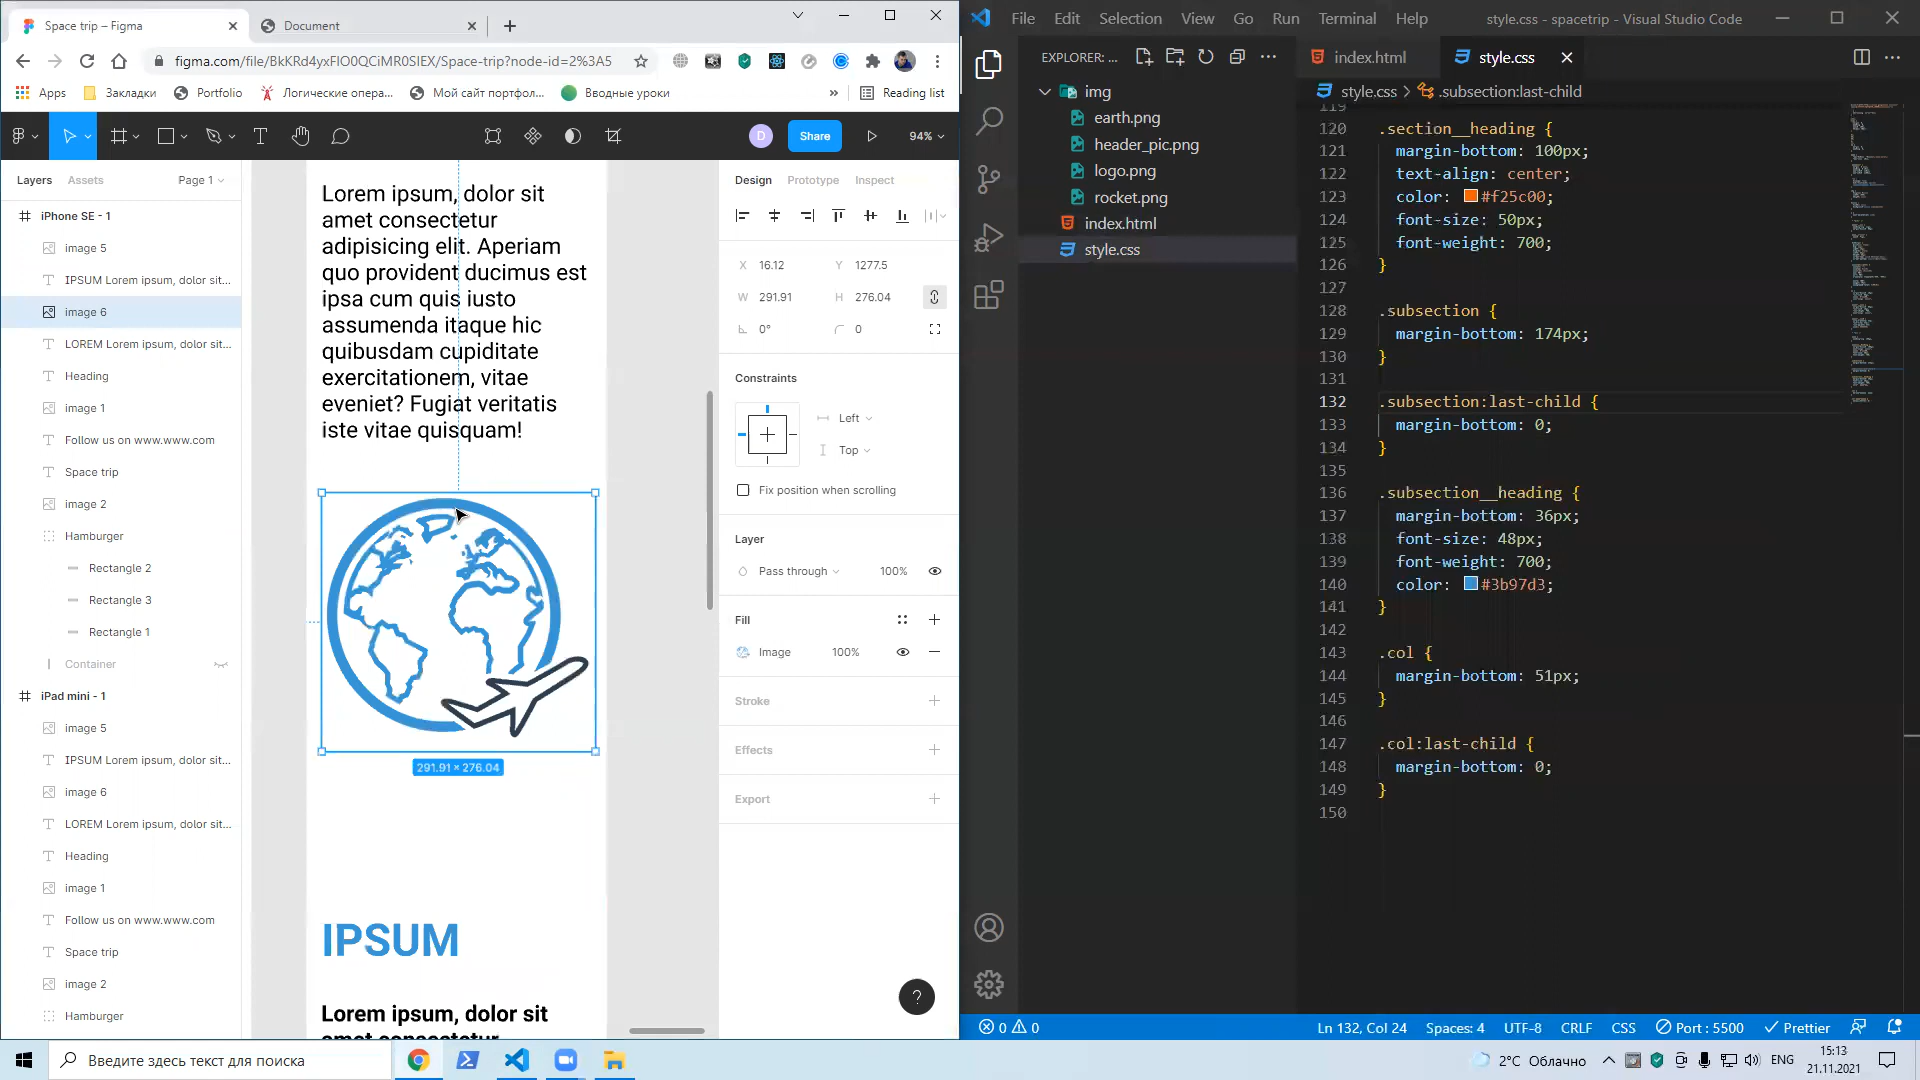 Space trip – Figma
Document
figma.com/file/BkKRd4yxFIO0QCiMR0SIEX/Space-trip?node-id=2%3A5
Apps
Закладки
Portfolio
Логические опера...
Мой сайт портфол...
Вводные уроки
»
Reading list
D
Share
94%
Layers
Assets
Page 1
iPhone SE - 1
image 5
IPSUM Lorem ipsum, dolor sit...
image 6
LOREM Lorem ipsum, dolor sit...
Heading
image 1
Follow us on www.www.com
Space trip
image 2
Hamburger
Rectangle 2
Rectangle 3
Rectangle 1
Container
iPad mini - 1
image 5
IPSUM Lorem ipsum, dolor sit...
image 6
LOREM Lorem ipsum, dolor sit...
Heading
image 1
Follow us on www.www.com
Space trip
image 2
Hamburger
Lorem ipsum, dolor sit
amet consectetur
adipisicing elit. Aperiam
quo provident ducimus est
ipsa cum quis iusto
assumenda itaque hic
quibusdam cupiditate
exercitationem, vitae
eveniet? Fugiat veritatis
iste vitae quisquam!
291.91 × 276.04
IPSUM
Lorem ipsum, dolor sit
amet consectetur
Design
Prototype
Inspect
X 16.12 Y 1277.5
W 291.91 H 276.04
0° 0
Constraints
Left
Top
Fix position when scrolling
Layer
Pass through 100%
Fill
Image 100%
Stroke
Effects
Export
?
File Edit Selection View Go Run Terminal Help
style.css - spacetrip - Visual Studio Code
EXPLORER: ...
img
earth.png
header_pic.png
logo.png
rocket.png
index.html
style.css
index.html
style.css
style.css > .subsection:last-child
119
120 .section__heading {
121 margin-bottom: 100px;
122 text-align: center;
123 color: #f25c00;
124 font-size: 50px;
125 font-weight: 700;
126 }
127
128 .subsection {
129 margin-bottom: 174px;
130 }
131
132 .subsection:last-child {
133 margin-bottom: 0;
134 }
135
136 .subsection__heading {
137 margin-bottom: 36px;
138 font-size: 48px;
139 font-weight: 700;
140 color: #3b97d3;
141 }
142
143 .col {
144 margin-bottom: 51px;
145 }
146
147 .col:last-child {
148 margin-bottom: 0;
149 }
150
0 0
Ln 132, Col 24
Spaces: 4
UTF-8
CRLF
CSS
Port : 5500
Prettier
Введите здесь текст для поиска
2°C Облачно
ENG
15:13
21.11.2021